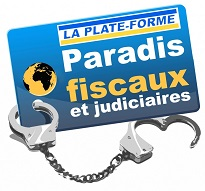 LA PLATE-FORME
Paradis
fiscaux
et judiciaires